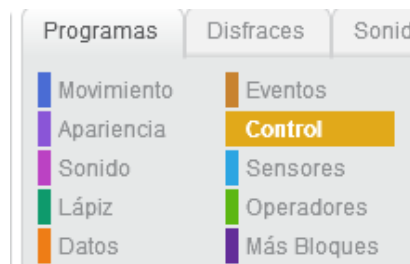 Programas Disfraces Sonid
Movimiento Eventos
Apariencia Control
Sonido Sensores
Lápiz Operadores
Datos Más Bloques